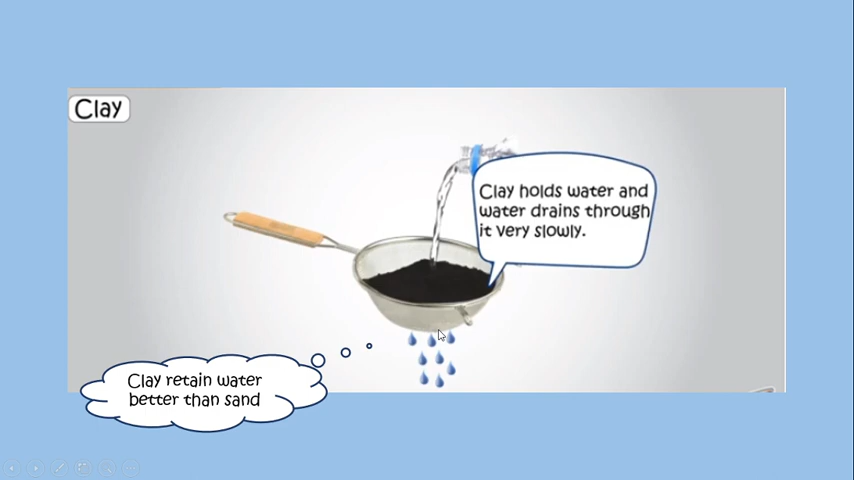 Clay
Clay holds water and
water drains through
it very slowly.
Clay retain water
better than sand